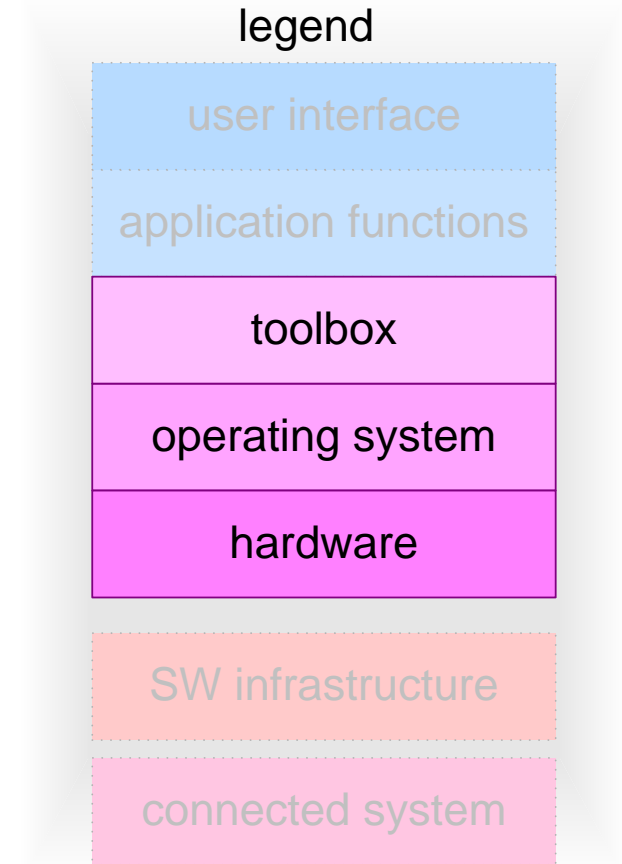 legend
user interface
application functions
toolbox
operating system
hardware
SW infrastructure
connected system